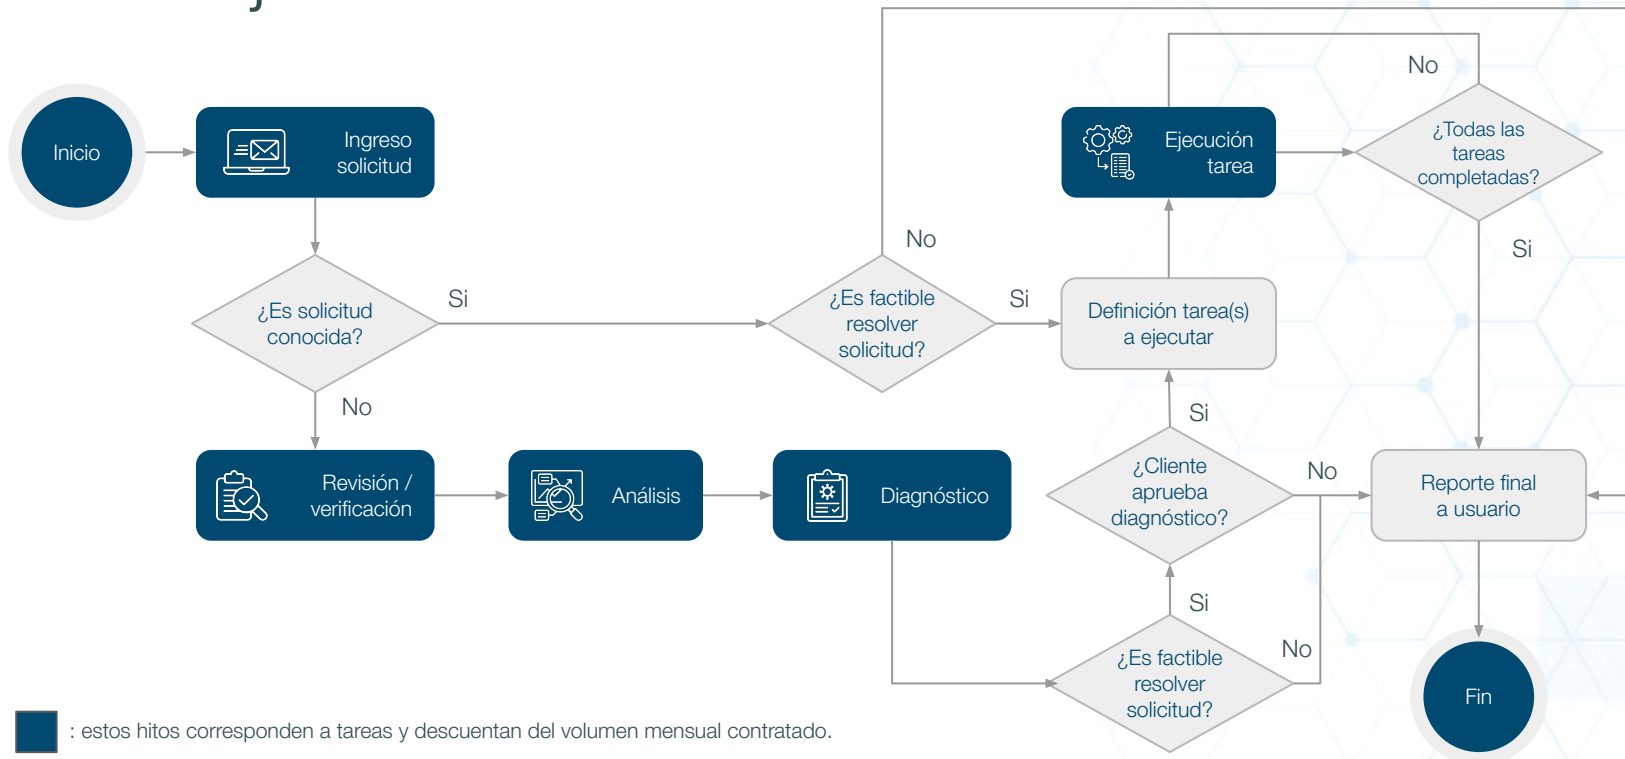 Inicio
Ingreso
solicitud
¿Es solicitud
conocida?
Si
No
Revisión /
verificación
Análisis
Diagnóstico
¿Es factible
resolver
solicitud?
No
Si
Definición tarea(s)
a ejecutar
Ejecución
tarea
No
¿Todas las
tareas
completadas?
Si
Si
¿Cliente
aprueba
diagnóstico?
No
Si
¿Es factible
resolver
solicitud?
No
Reporte final
a usuario
Fin
: estos hitos corresponden a tareas y descuentan del volumen mensual contratado.